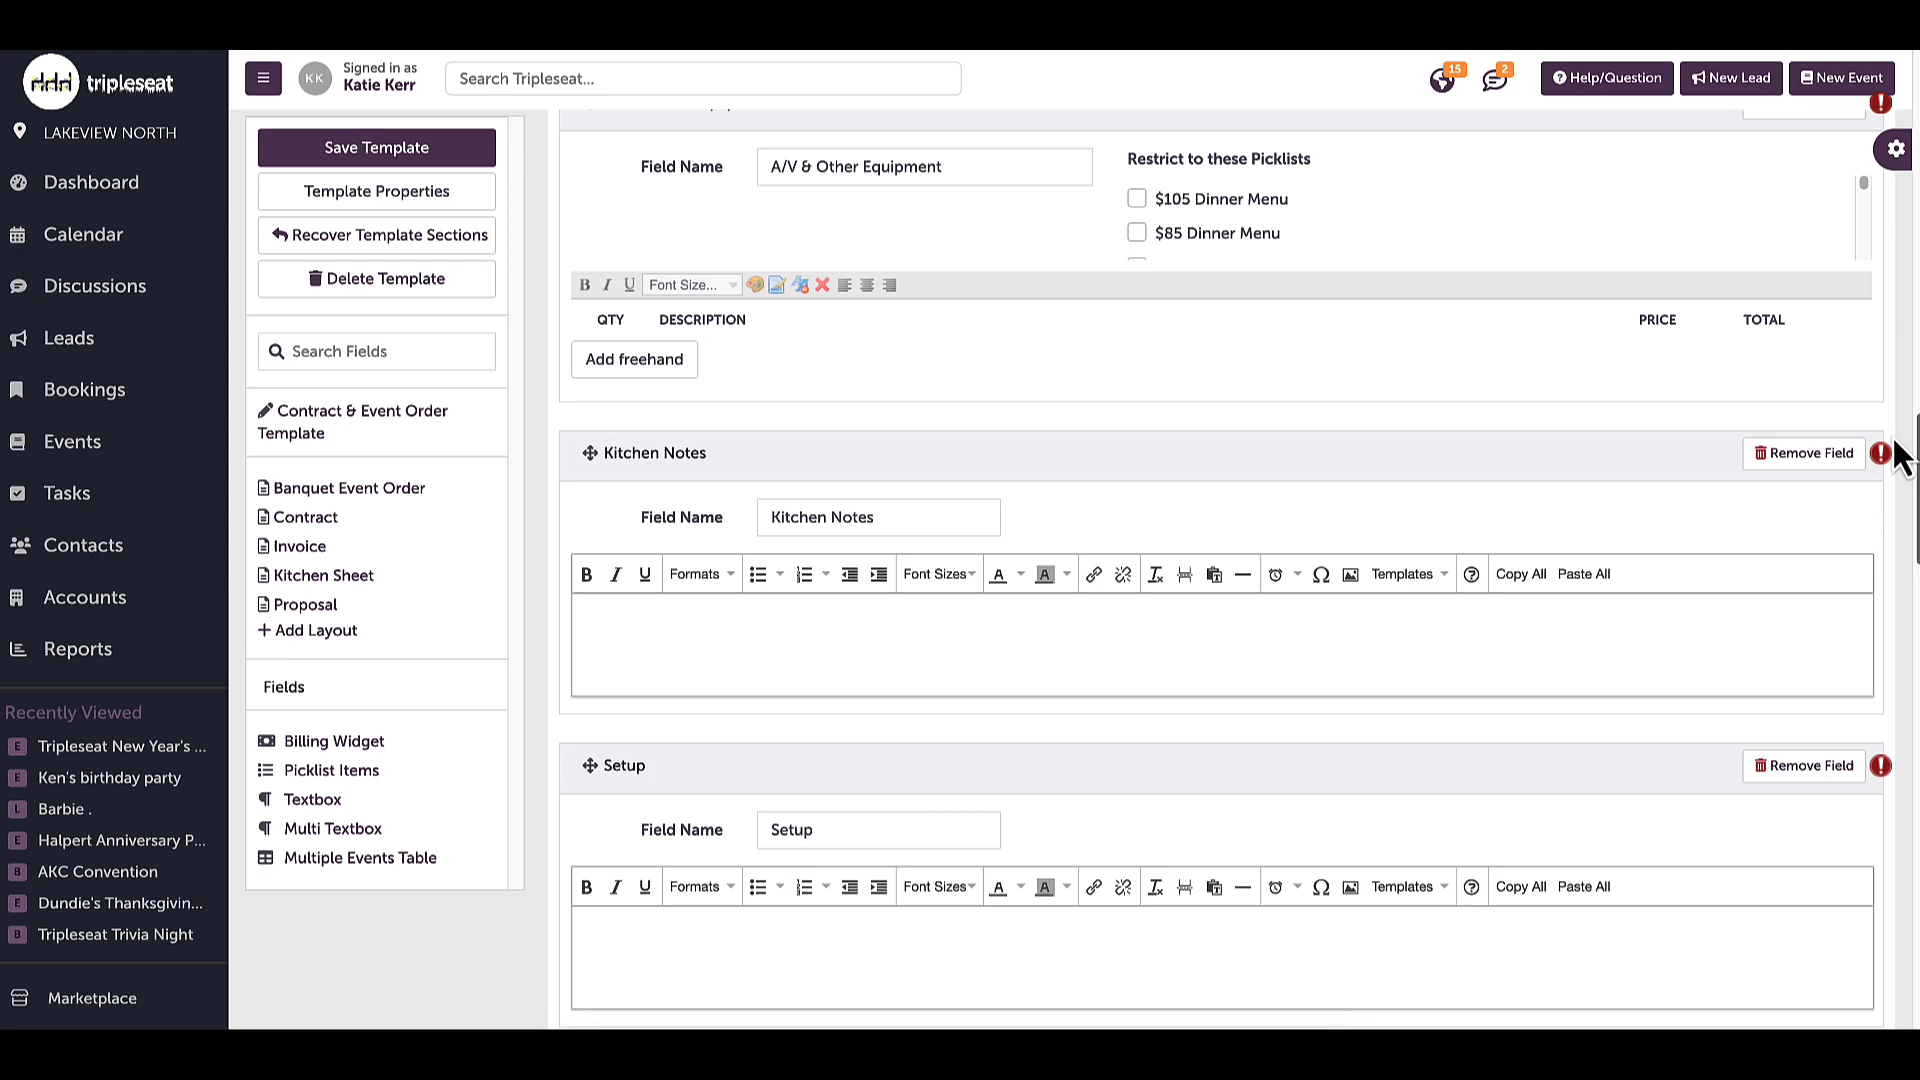 tripleseat
LAKEVIEW NORTH
Dashboard
Calendar
Discussions
Leads
Bookings
Events
Tasks
Contacts
Accounts
Reports
Recently Viewed
E Tripleseat New Year's ...
E Ken's birthday party
L Barbie .
E Halpert Anniversary P...
B AKC Convention
E Dundie's Thanksgivin...
B Tripleseat Trivia Night
Marketplace
KK
Signed in as
Katie Kerr
Search Tripleseat...
15
2
Help/Question
New Lead
New Event
Save Template
Template Properties
Recover Template Sections
Delete Template
Search Fields
Contract & Event Order
Template
Banquet Event Order
Contract
Invoice
Kitchen Sheet
Proposal
+ Add Layout
Fields
Billing Widget
Picklist Items
Textbox
Multi Textbox
Multiple Events Table
Field Name A/V & Other Equipment
Restrict to these Picklists
$105 Dinner Menu
$85 Dinner Menu
B I U Font Size...
QTY DESCRIPTION PRICE TOTAL
Add freehand
Kitchen Notes Remove Field
Field Name Kitchen Notes
B I U Formats Font Sizes A A Templates Copy All Paste All
Setup Remove Field
Field Name Setup
B I U Formats Font Sizes A A Templates Copy All Paste All